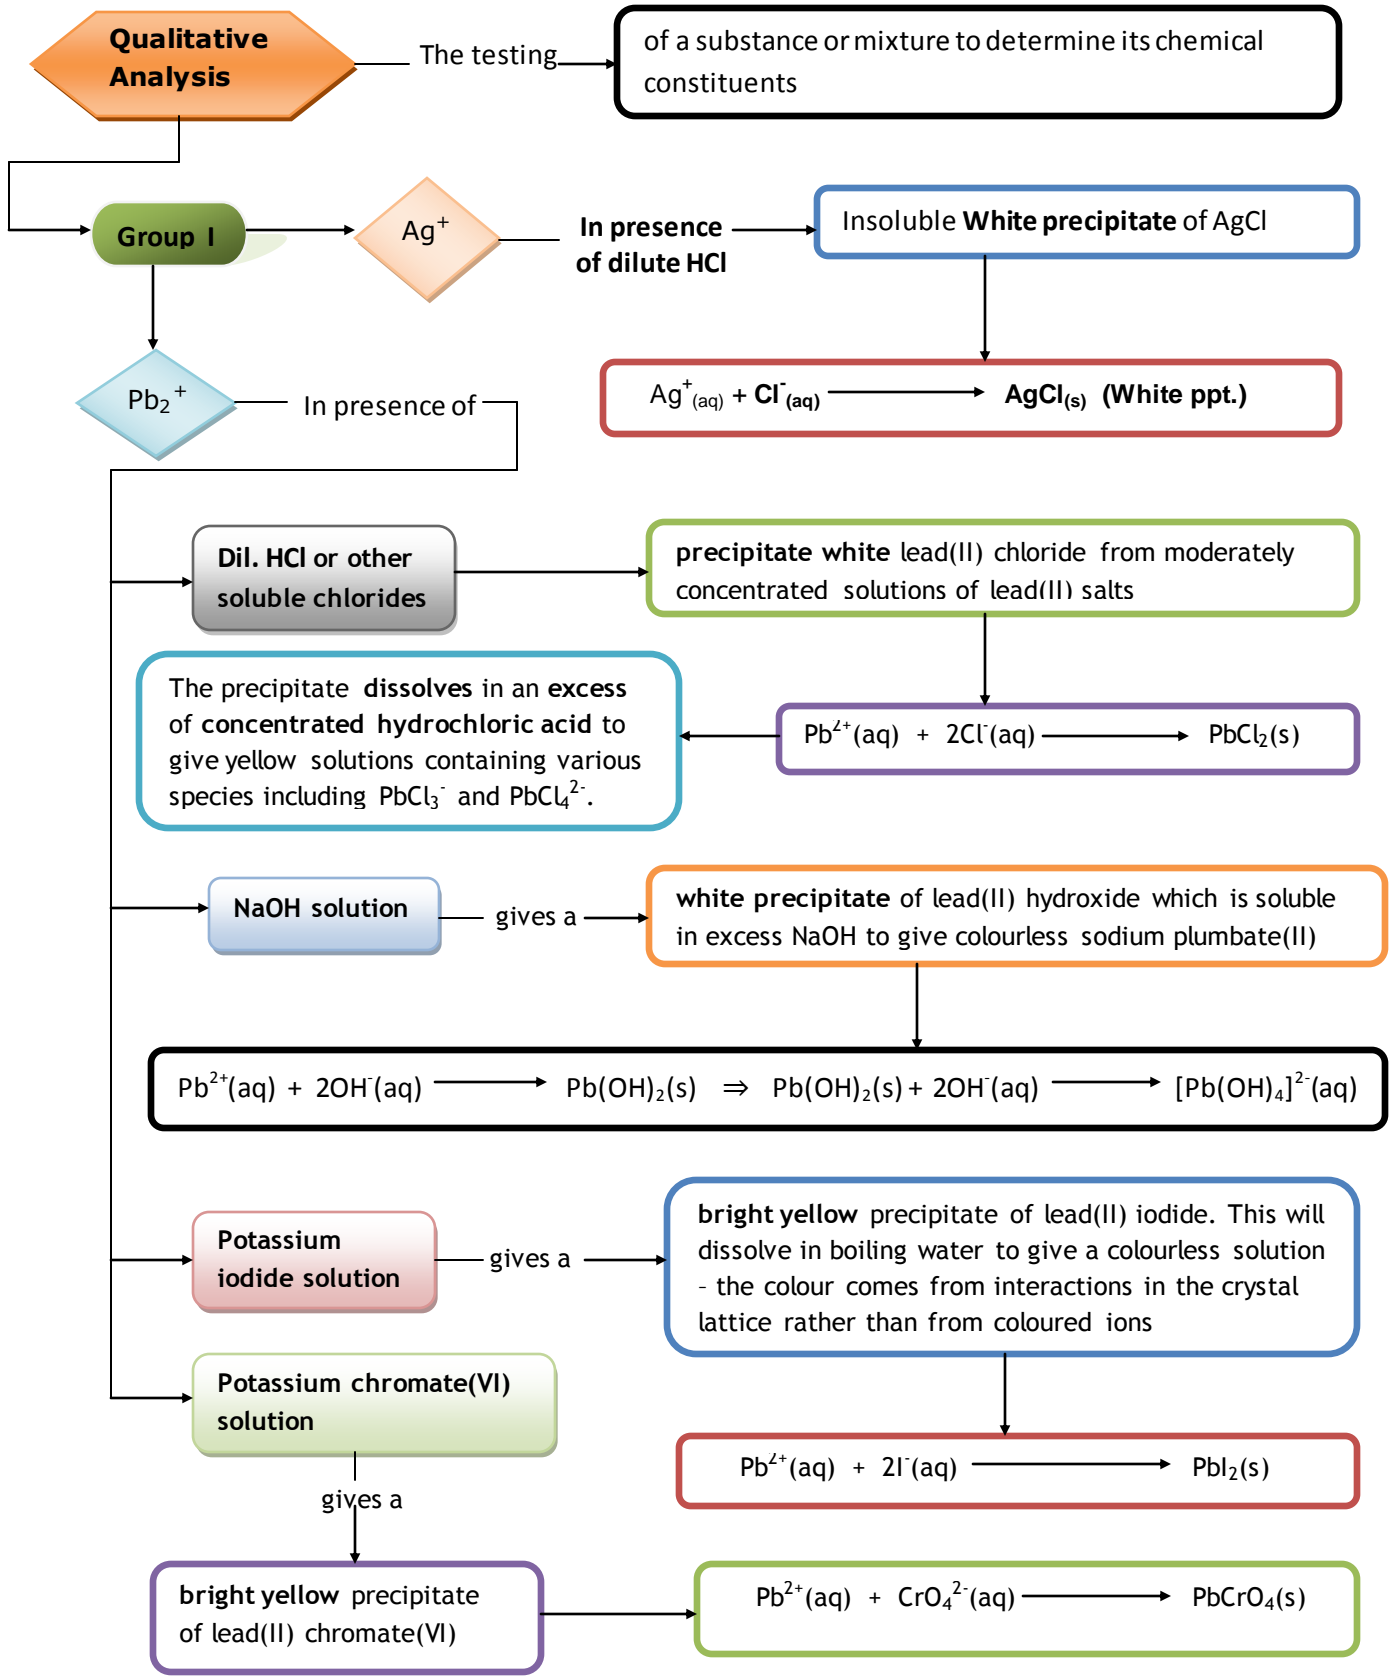 Qualitative
Analysis
The testing
of a substance or mixture to determine its chemical
constituents
Group I
Ag⁺
In presence
of dilute HCl
Insoluble White precipitate of AgCl
Ag⁺(aq) + Cl⁻(aq) ⟶ AgCl(s) (White ppt.)
Pb₂⁺
In presence of
Dil. HCl or other
soluble chlorides
precipitate white lead(II) chloride from moderately
concentrated solutions of lead(II) salts
Pb²⁺(aq) + 2Cl⁻(aq) ⟶ PbCl₂(s)
The precipitate dissolves in an excess
of concentrated hydrochloric acid to
give yellow solutions containing various
species including PbCl₃⁻ and PbCl₄²⁻.
NaOH solution
gives a
white precipitate of lead(II) hydroxide which is soluble
in excess NaOH to give colourless sodium plumbate(II)
Pb²⁺(aq) + 2OH⁻(aq) ⟶ Pb(OH)₂(s) ⇒ Pb(OH)₂(s) + 2OH⁻(aq) ⟶ [Pb(OH)₄]²⁻(aq)
Potassium
iodide solution
gives a
bright yellow precipitate of lead(II) iodide. This will
dissolve in boiling water to give a colourless solution
– the colour comes from interactions in the crystal
lattice rather than from coloured ions
Pb²⁺(aq) + 2I⁻(aq) ⟶ PbI₂(s)
Potassium chromate(VI)
solution
gives a
bright yellow precipitate
of lead(II) chromate(VI)
Pb²⁺(aq) + CrO₄²⁻(aq) ⟶ PbCrO₄(s)